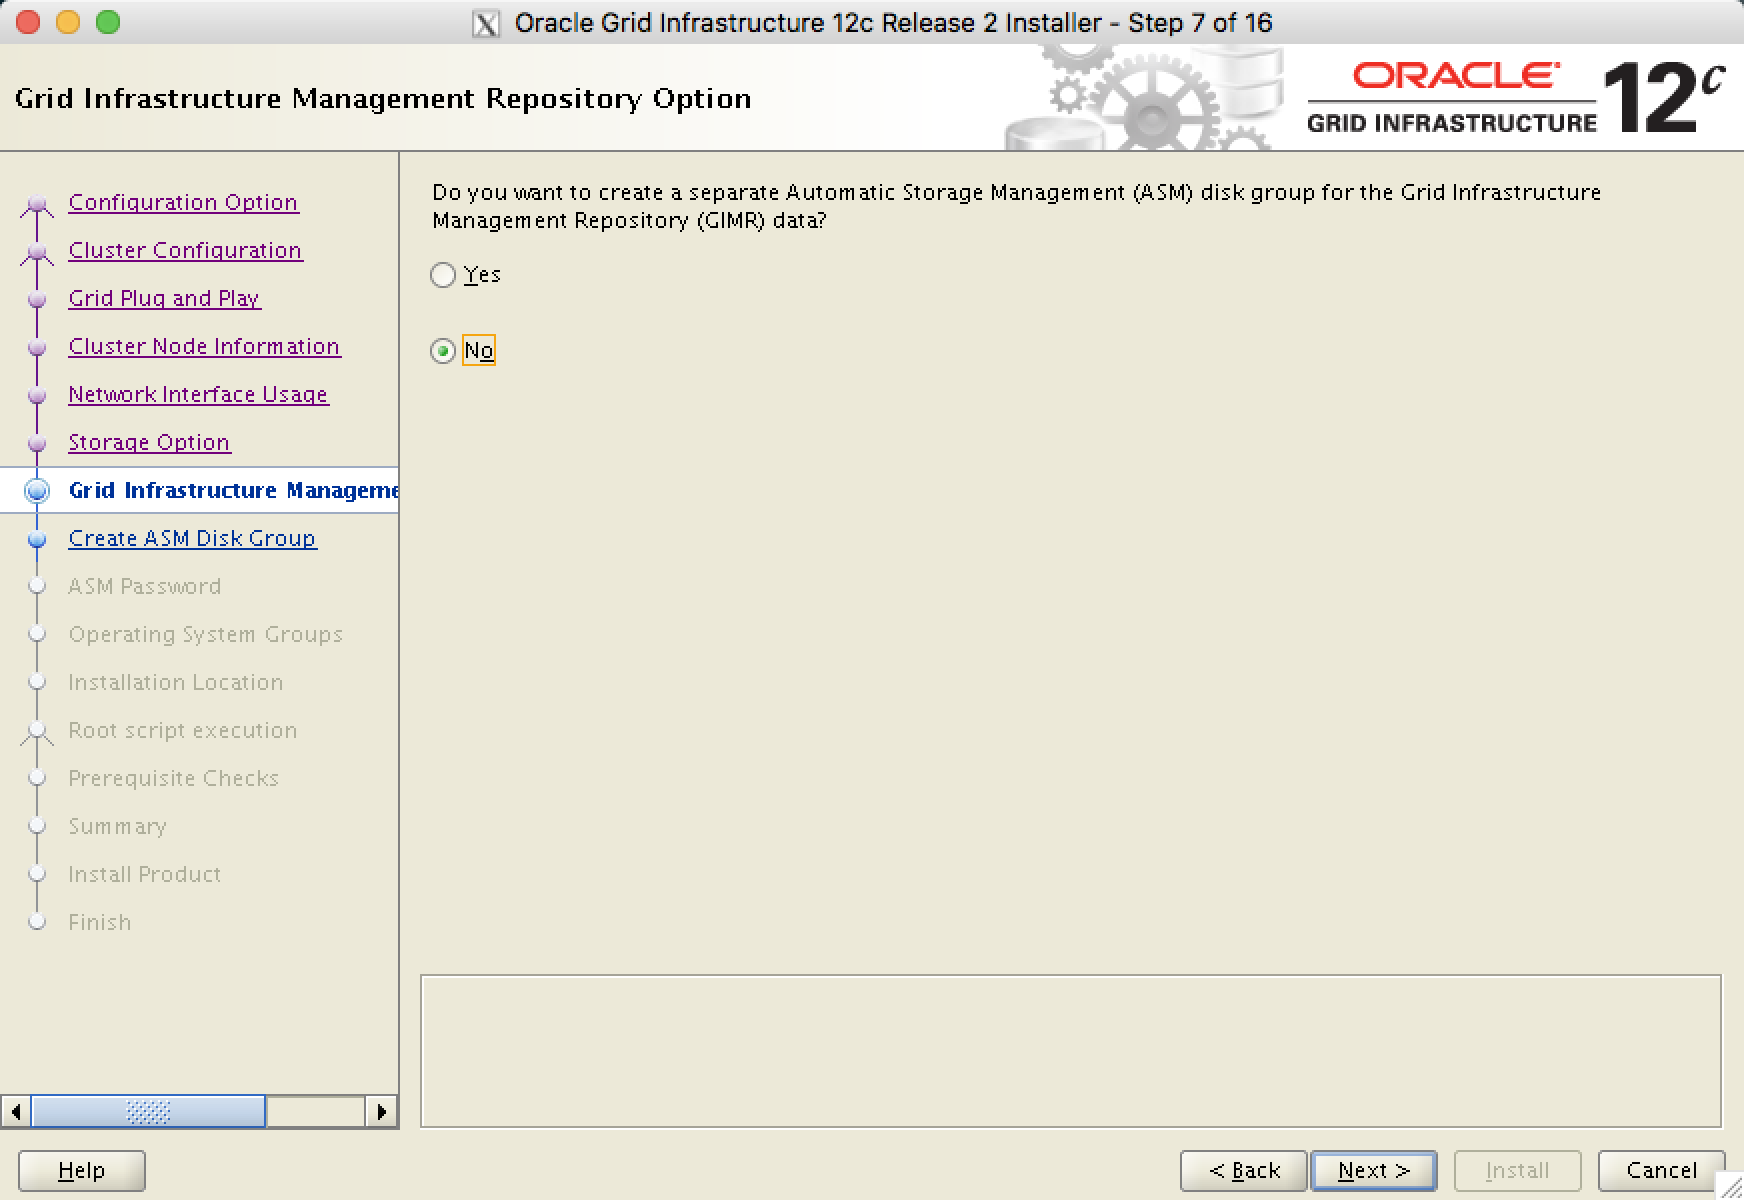 Oracle Grid Infrastructure 12c Release 2 Installer - Step 7 of 16
Grid Infrastructure Management Repository Option
ORACLE
GRID INFRASTRUCTURE
12c
Configuration Option
Cluster Configuration
Grid Plug and Play
Cluster Node Information
Network Interface Usage
Storage Option
Grid Infrastructure Manageme
Create ASM Disk Group
ASM Password
Operating System Groups
Installation Location
Root script execution
Prerequisite Checks
Summary
Install Product
Finish
Do you want to create a separate Automatic Storage Management (ASM) disk group for the Grid Infrastructure
Management Repository (GIMR) data?
Yes
No
Help
< Back
Next >
Install
Cancel